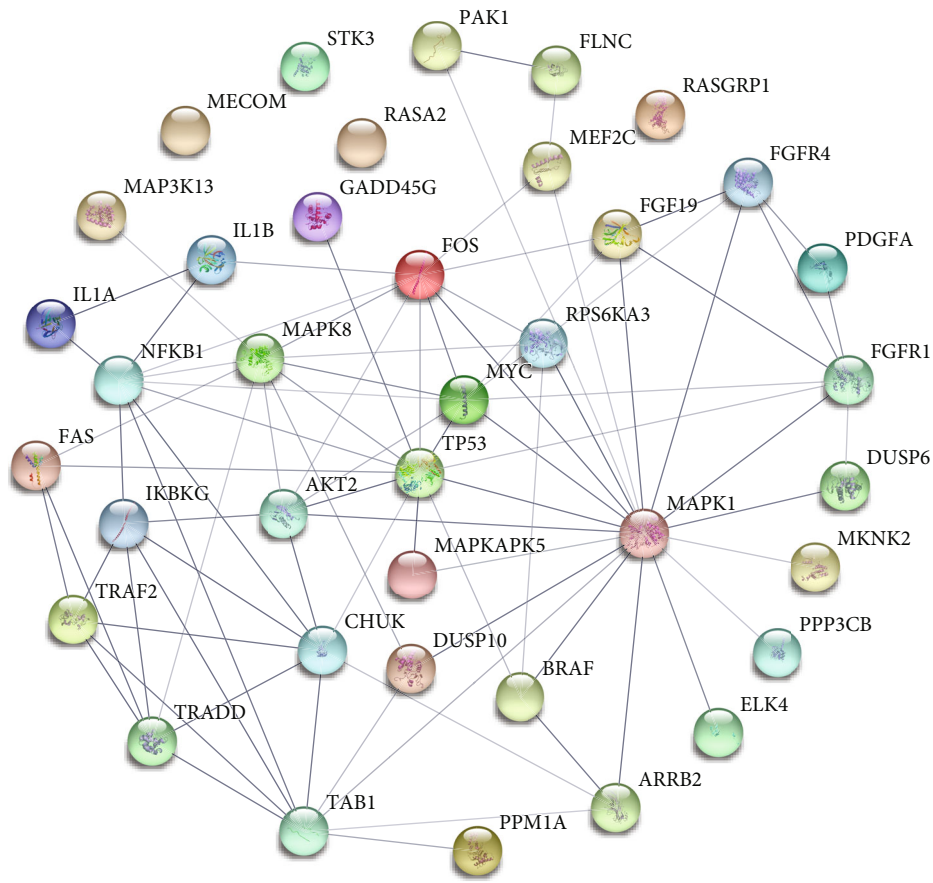 PAK1
STK3
FLNC
RASGRP1
MECOM
RASA2
MEF2C
FGFR4
MAP3K13
GADD45G
FGF19
IL1B
FOS
PDGFA
IL1A
MAPK8
RPS6KA3
NFKB1
MYC
FGFR1
FAS
TP53
DUSP6
IKBKG
AKT2
MAPK1
MAPKAPK5
MKNK2
TRAF2
CHUK
DUSP10
BRAF
PPP3CB
TRADD
ELK4
TAB1
ARRB2
PPM1A